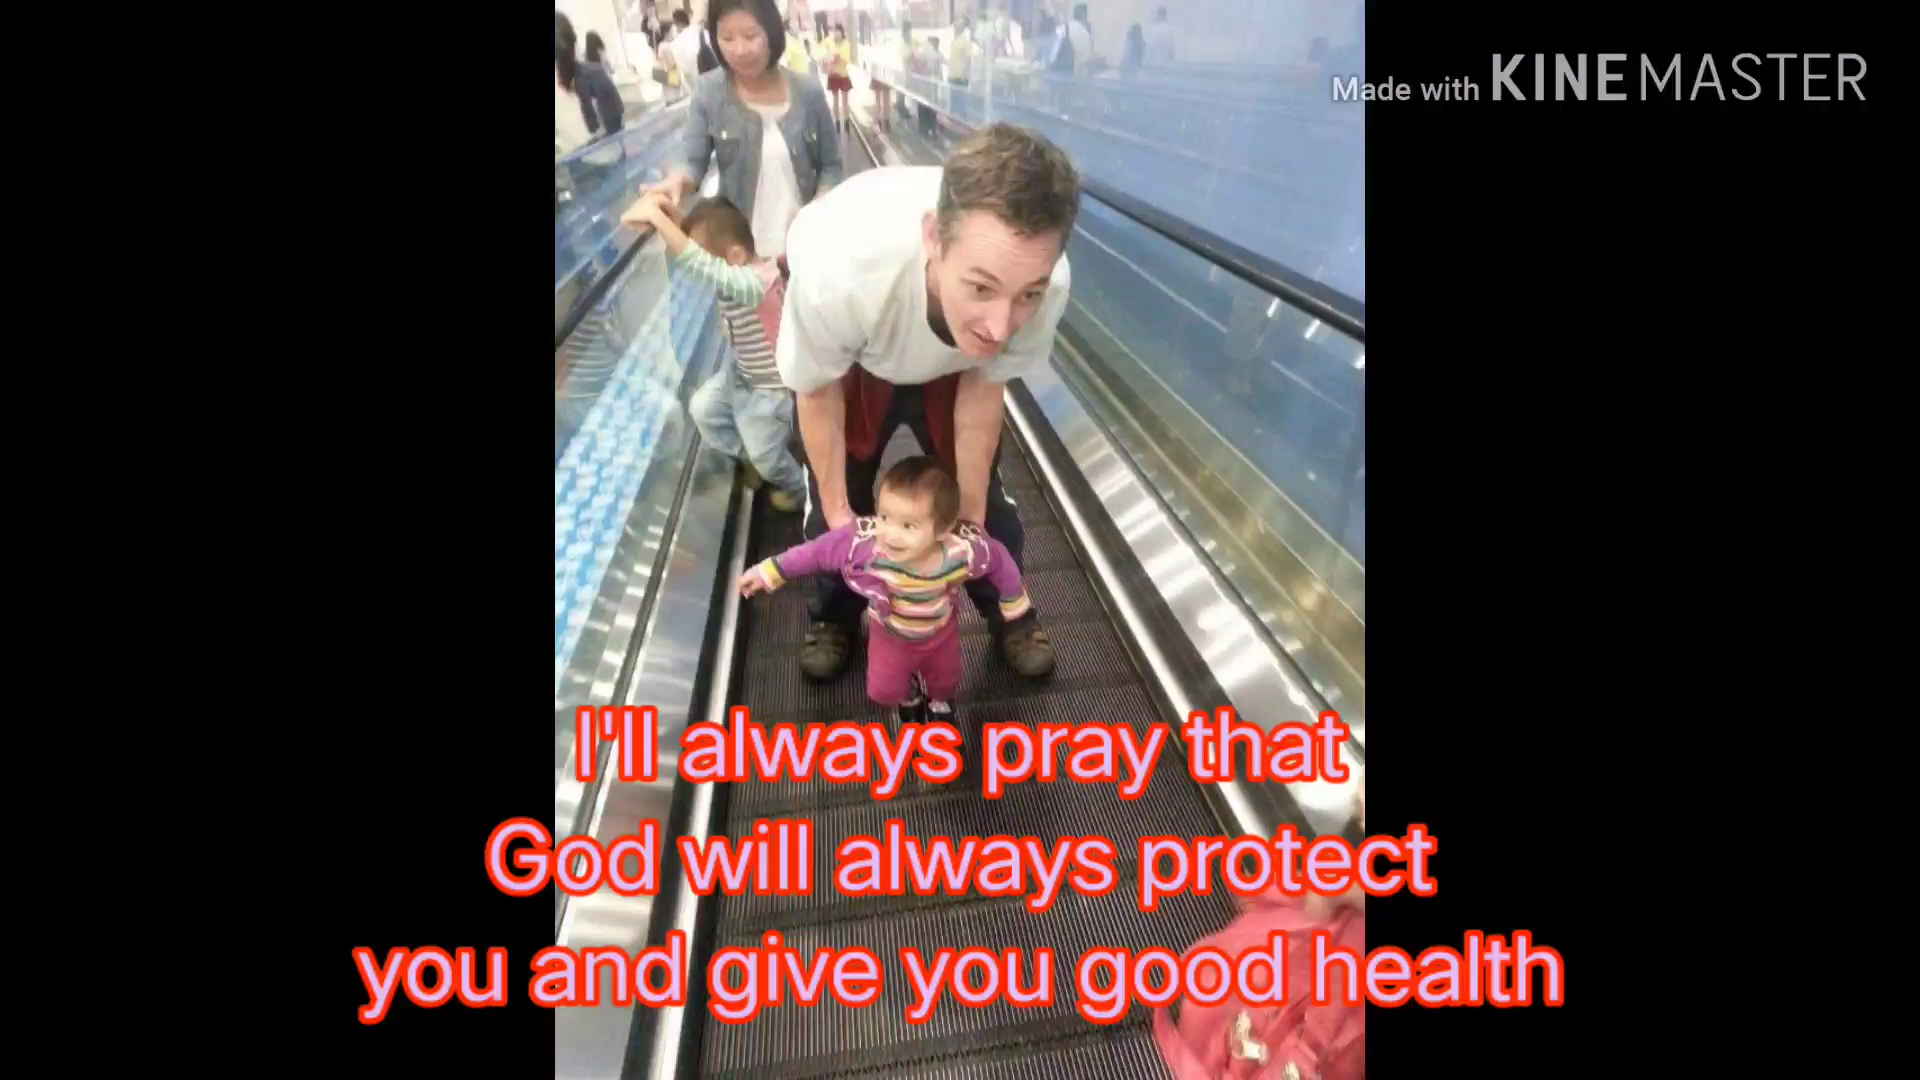 Made with KINEMASTER
I'll always pray that
God will always protect
you and give you good health